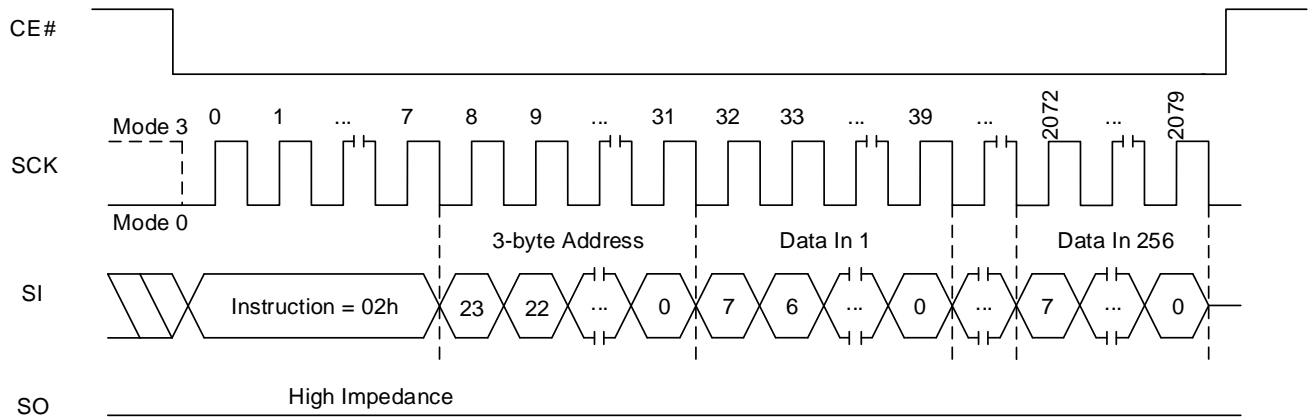 CE#
0 1 ... 7 8 9 ... 31 32 33 ... 39 ... 2072 ... 2079
Mode 3
SCK
Mode 0
3-byte Address Data In 1 Data In 256
SI Instruction = 02h 23 22 ... 0 7 6 ... 0 ... 7 ... 0
High Impedance
SO